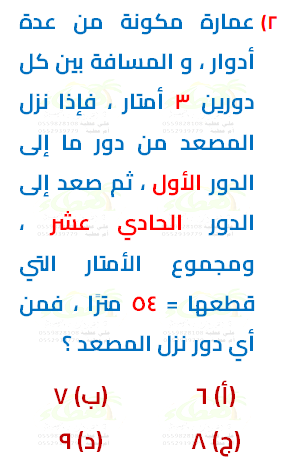 ٢) عمارة مكونة من عدة
أدوار ، و المسافة بين كل
دورين ٣ أمتار ، فإذا نزل
المصعد من دور ما إلى
الدور الأول ، ثم صعد إلى
الدور الحادي عشر ،
ومجموع الأمتار التي
قطعها = ٥٤ مترًا ، فمن
أي دور نزل المصعد ؟
(أ) ٦ (ب) ٧
(ج) ٨ (د) ٩